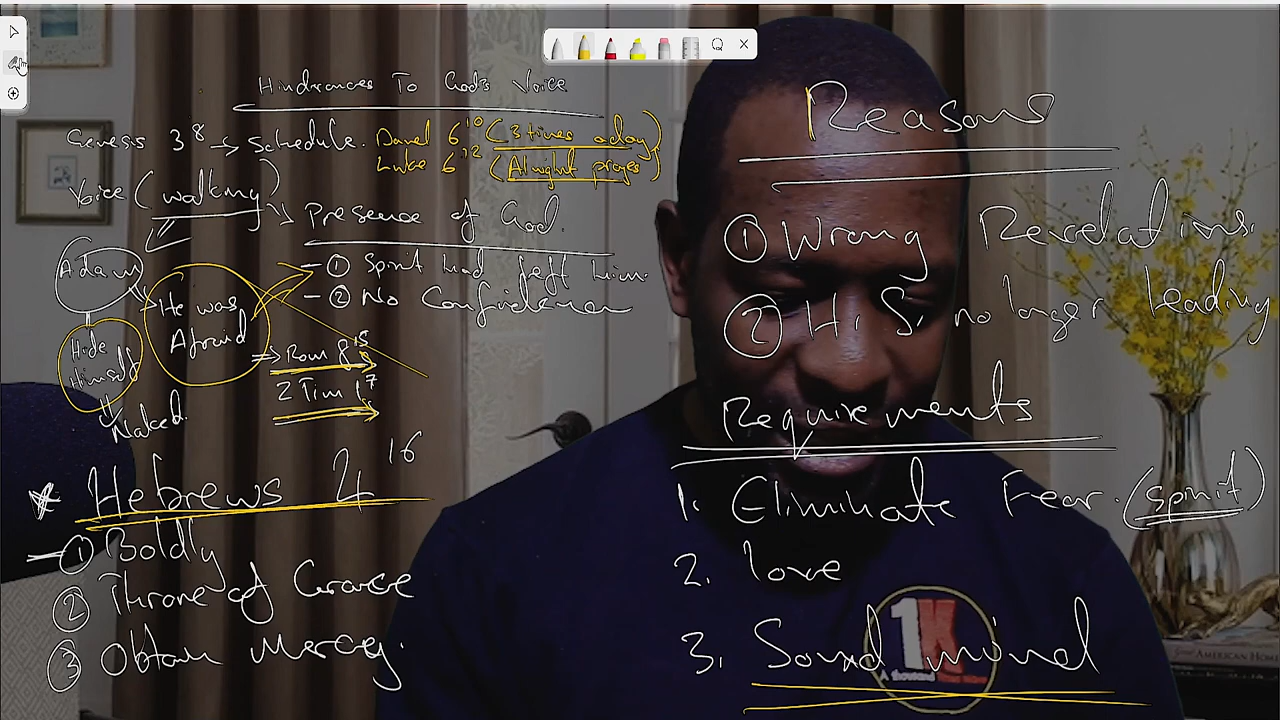 Hindrances To God's Voice
Genesis 3 8 → Schedule. Daniel 6 10 (3 times a day)
Luke 6 12 (All night prayer)
Voice (walking) → Presence of God.
Adam
- ① Spirit had left him.
- ② No Confidence
He was
Afraid
Hide
Himself
Naked.
⇒ Rom 8 15
2 Tim 1 7
* Hebrews 4 16
① Boldly
② Throne of Grace
③ Obtain Mercy.
Reasons
① Wrong Revelations.
② H. S. no longer leading
Requirements
1. Eliminate Fear. (spirit)
2. love
3. Sound mind
1K
AMERICAN HOME